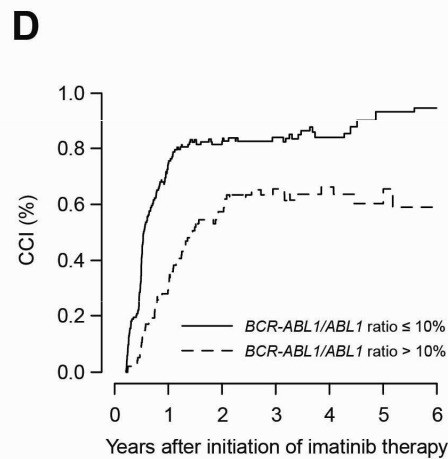 D
CCI (%)
1.0
0.8
0.6
0.4
0.2
0.0
BCR-ABL1/ABL1 ratio ≤ 10%
BCR-ABL1/ABL1 ratio > 10%
0 1 2 3 4 5 6
Years after initiation of imatinib therapy